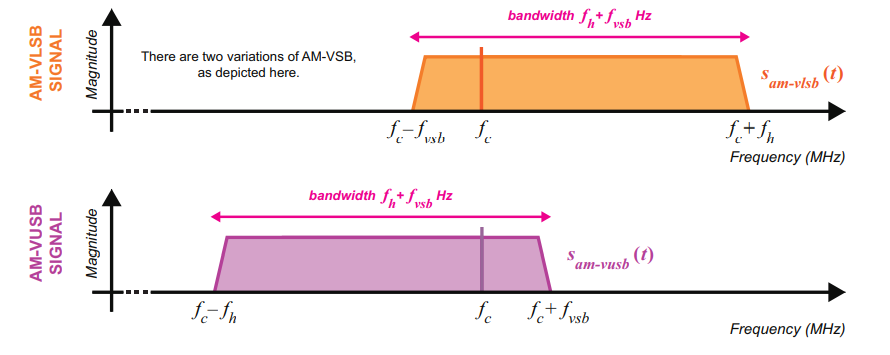 bandwidth f_h + f_vsb Hz
AM-VLSB
SIGNAL
Magnitude
There are two variations of AM-VSB,
as depicted here.
s_am-vlsb (t)
f_c–f_vsb
f_c
f_c+f_h
Frequency (MHz)
bandwidth f_h + f_vsb Hz
AM-VUSB
SIGNAL
Magnitude
s_am-vusb (t)
f_c–f_h
f_c
f_c+f_vsb
Frequency (MHz)